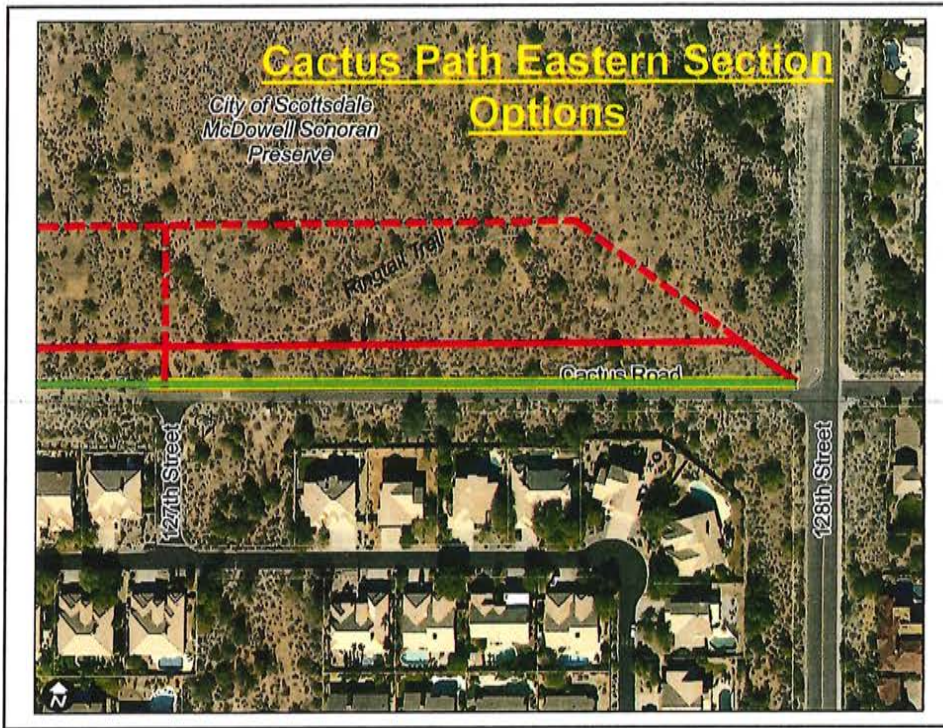 Cactus Path Eastern Section
Options
City of Scottsdale
McDowell Sonoran
Preserve
Ringtail Trail
Cactus Road
127th Street
128th Street
N